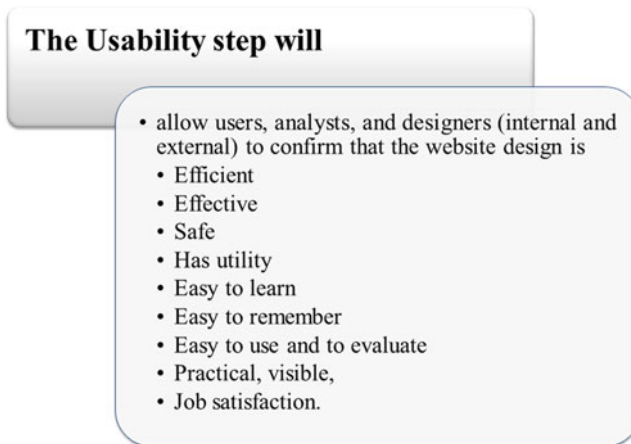 The Usability step will
• allow users, analysts, and designers (internal and
external) to confirm that the website design is
• Efficient
• Effective
• Safe
• Has utility
• Easy to learn
• Easy to remember
• Easy to use and to evaluate
• Practical, visible,
• Job satisfaction.